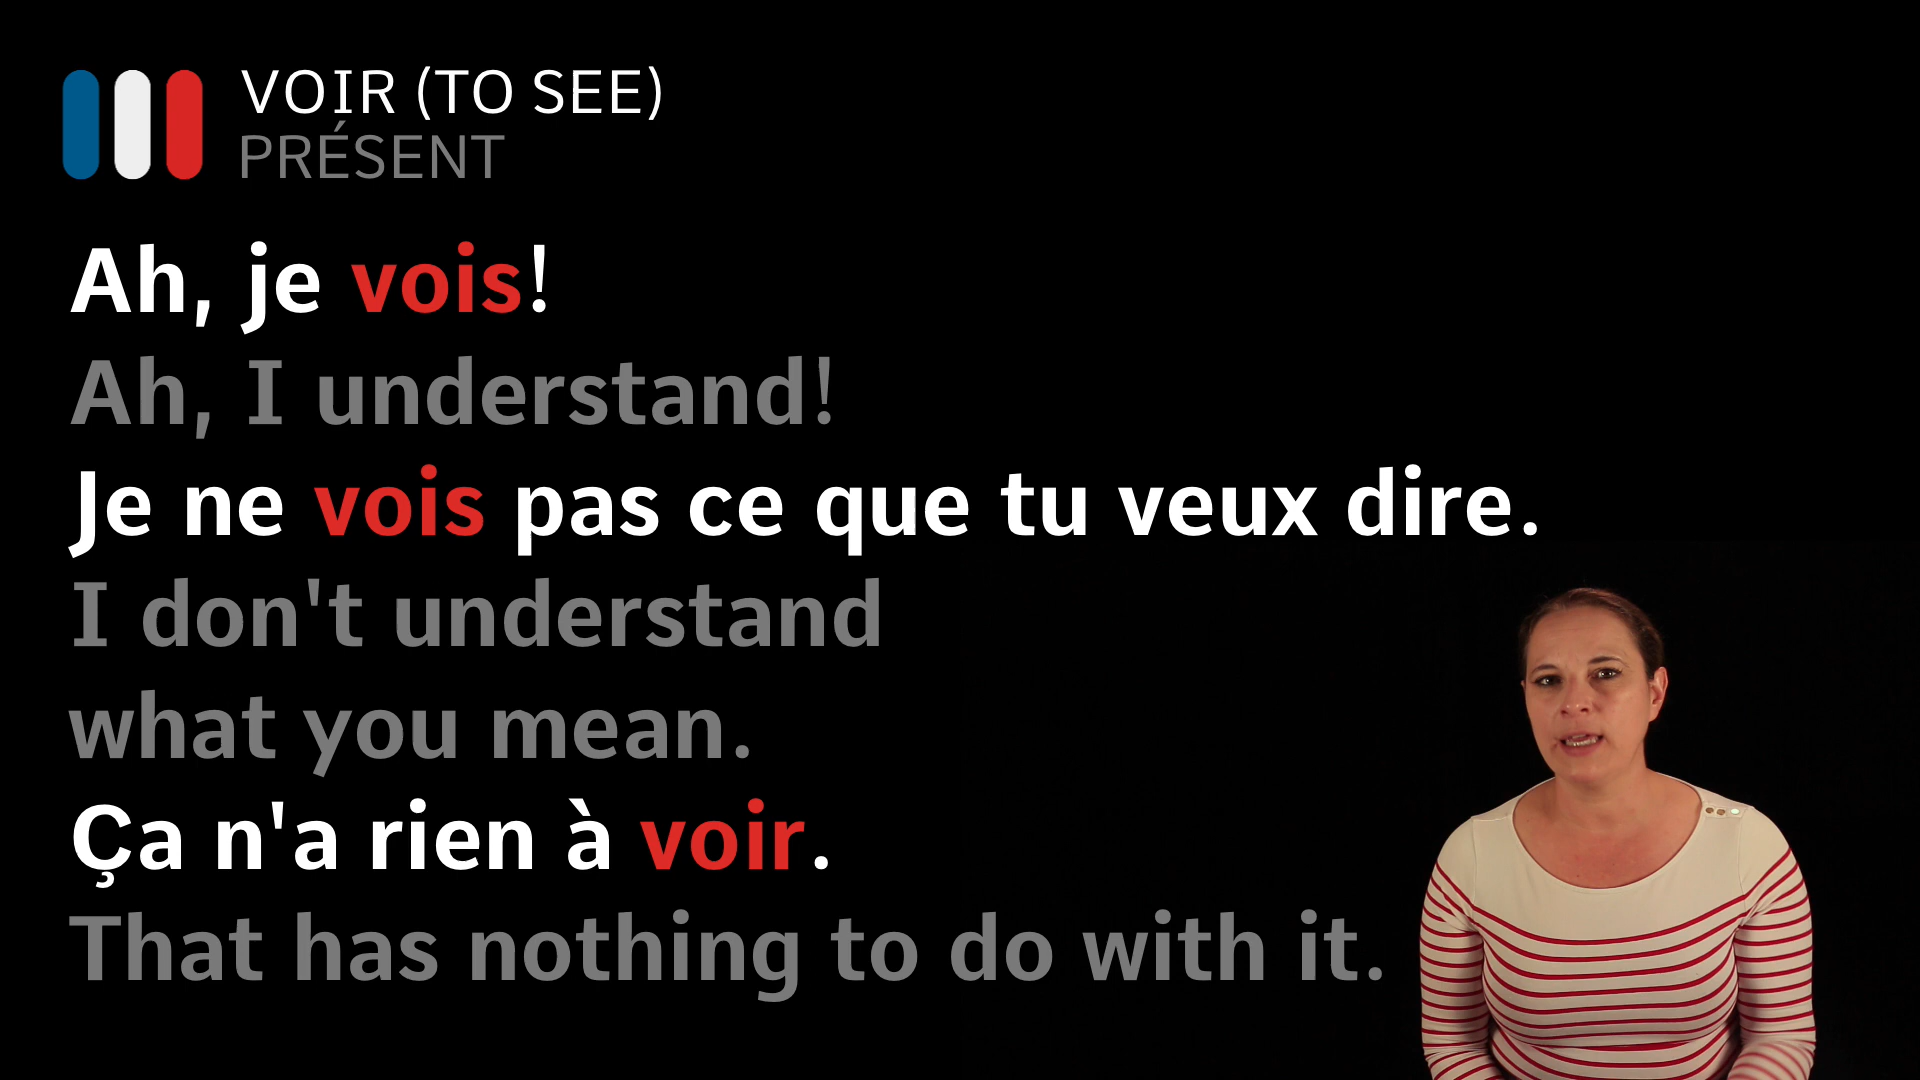 VOIR (TO SEE)
PRÉSENT
Ah, je vois!
Ah, I understand!
Je ne vois pas ce que tu veux dire.
I don't understand
what you mean.
Ça n'a rien à voir.
That has nothing to do with it.